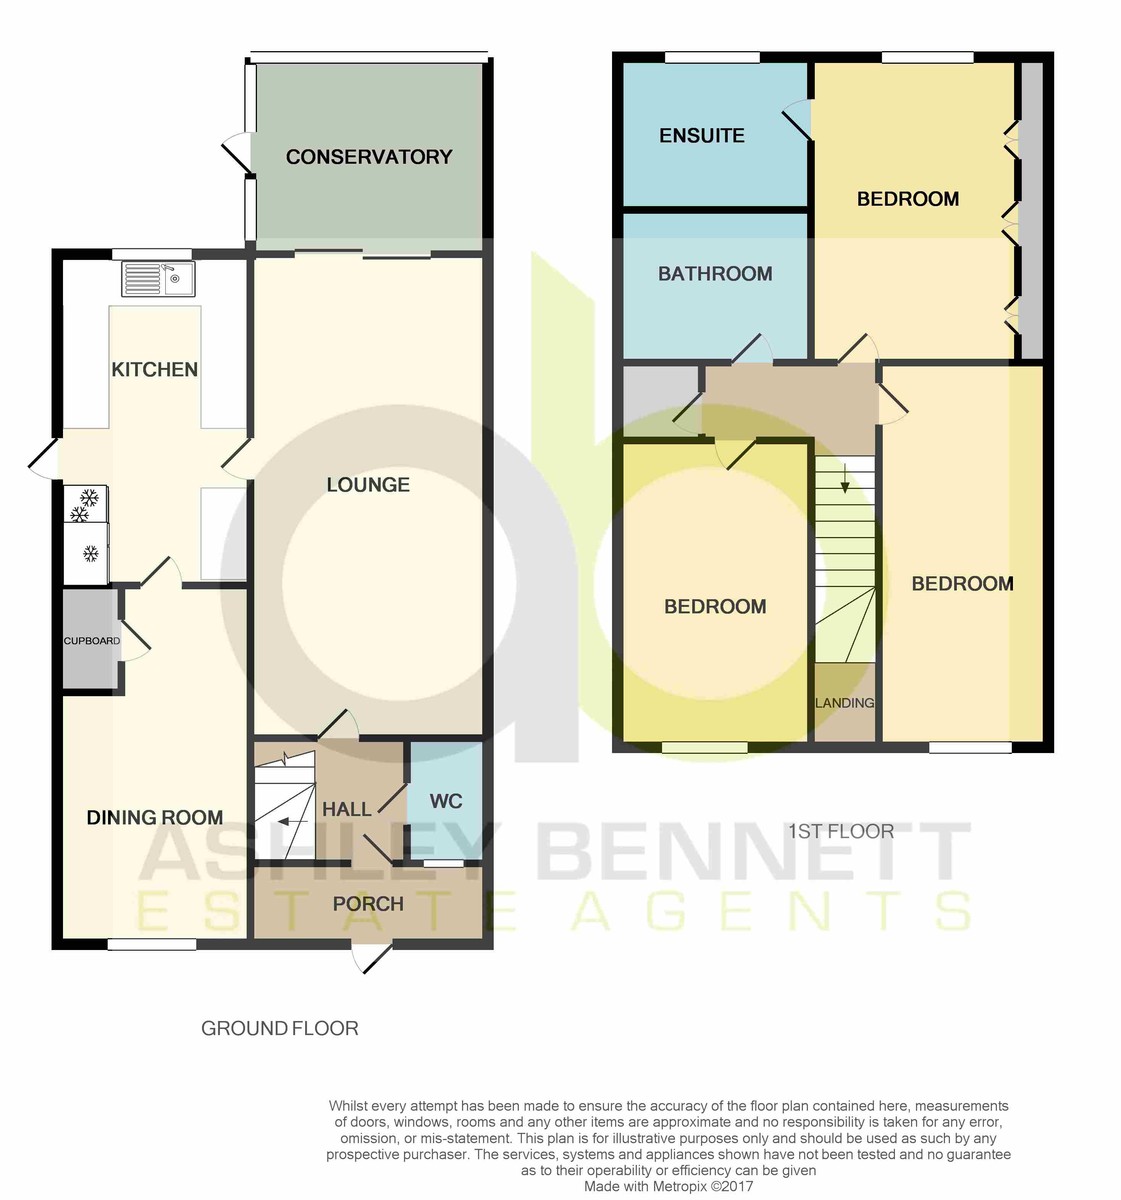 CONSERVATORY
KITCHEN
LOUNGE
CUPBOARD
DINING ROOM
HALL
WC
PORCH
GROUND FLOOR
ENSUITE
BEDROOM
BATHROOM
BEDROOM
BEDROOM
LANDING
1ST FLOOR
ab
ASHLEY BENNETT
ESTATE AGENTS
Whilst every attempt has been made to ensure the accuracy of the floor plan contained here, measurements
of doors, windows, rooms and any other items are approximate and no responsibility is taken for any error,
omission, or mis-statement. This plan is for illustrative purposes only and should be used as such by any
prospective purchaser. The services, systems and appliances shown have not been tested and no guarantee
as to their operability or efficiency can be given
Made with Metropix ©2017